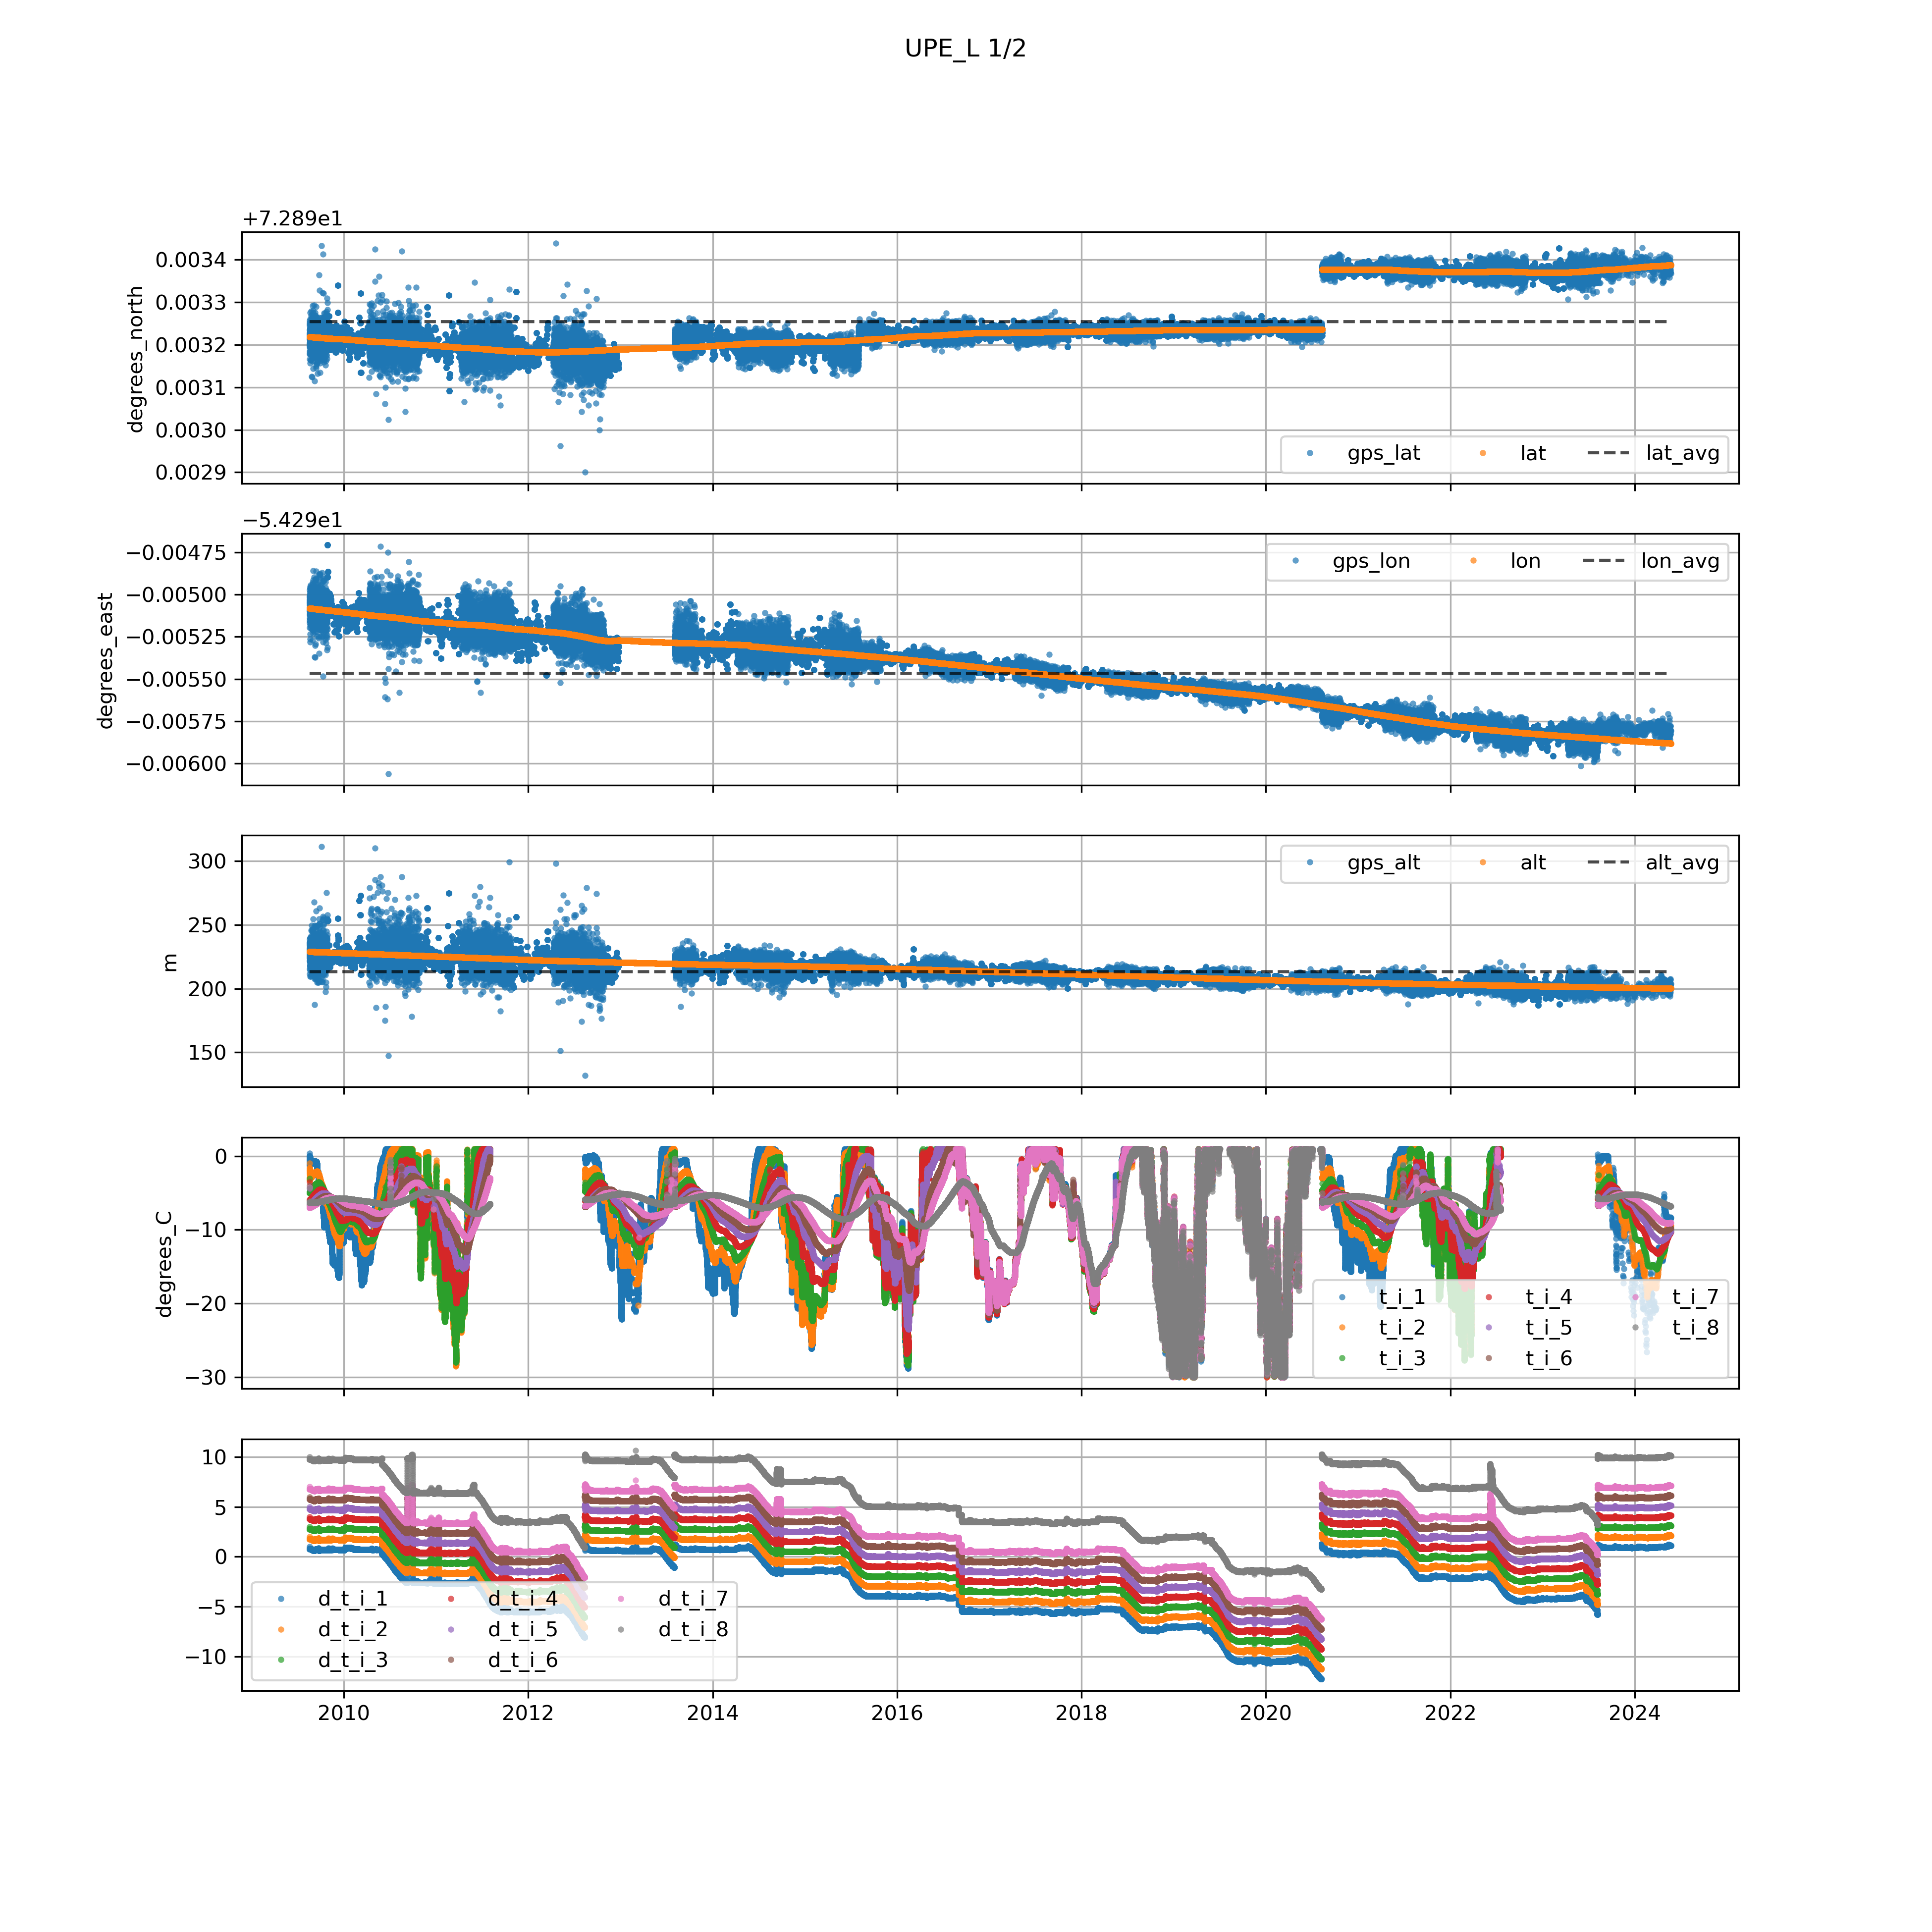 UPE_L 1/2
+7.289e1
degrees_north
0.0034
0.0033
0.0032
0.0031
0.0030
0.0029
gps_lat lat lat_avg
−5.429e1
degrees_east
−0.00475
−0.00500
−0.00525
−0.00550
−0.00575
−0.00600
gps_lon lon lon_avg
m
300
250
200
150
gps_alt alt alt_avg
degrees_C
0
−10
−20
−30
t_i_1 t_i_4 t_i_7
t_i_2 t_i_5 t_i_8
t_i_3 t_i_6
10
5
0
−5
−10
d_t_i_1 d_t_i_4 d_t_i_7
d_t_i_2 d_t_i_5 d_t_i_8
d_t_i_3 d_t_i_6
2010 2012 2014 2016 2018 2020 2022 2024